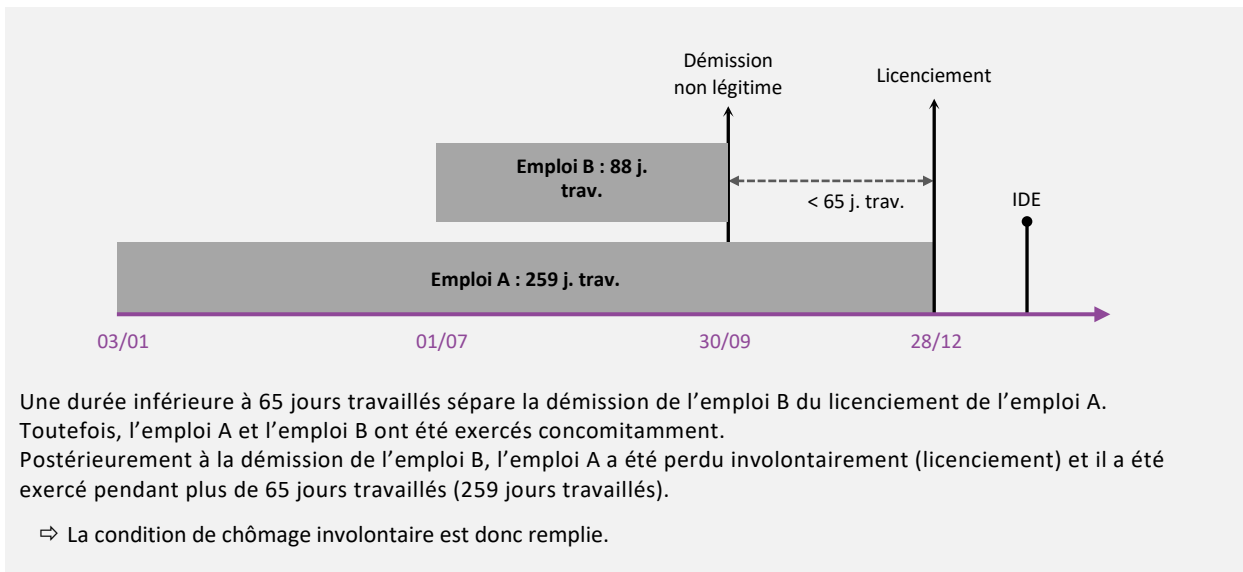 Démission
non légitime
Licenciement
Emploi B : 88 j.
trav.
< 65 j. trav.
IDE
Emploi A : 259 j. trav.
03/01
01/07
30/09
28/12
Une durée inférieure à 65 jours travaillés sépare la démission de l’emploi B du licenciement de l’emploi A.
Toutefois, l’emploi A et l’emploi B ont été exercés concomitamment.
Postérieurement à la démission de l’emploi B, l’emploi A a été perdu involontairement (licenciement) et il a été
exercé pendant plus de 65 jours travaillés (259 jours travaillés).
⇨ La condition de chômage involontaire est donc remplie.